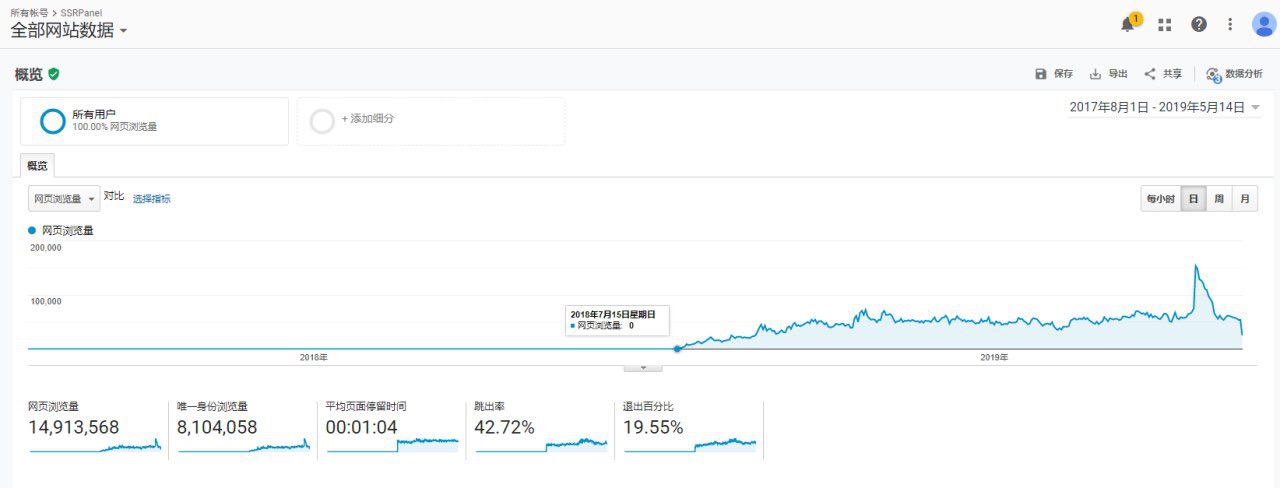 所有帐号 > SSRPanel
全部网站数据
1
概览
保存
导出
共享
3
数据分析
所有用户
100.00% 网页浏览量
+ 添加细分
2017年8月1日 - 2019年5月14日
概览
网页浏览量
对比
选择指标
每小时
日
周
月
网页浏览量
200,000
100,000
2018年7月15日星期日
网页浏览量: 0
2018年
2019年
网页浏览量
14,913,568
唯一身份浏览量
8,104,058
平均页面停留时间
00:01:04
跳出率
42.72%
退出百分比
19.55%